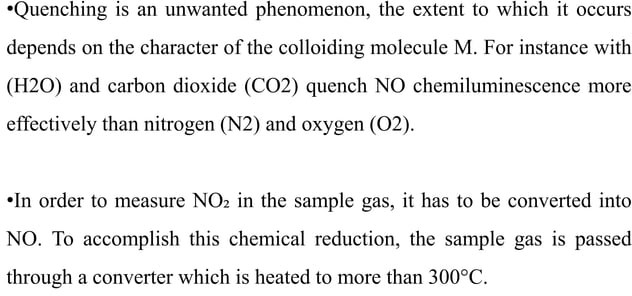 •Quenching is an unwanted phenomenon, the extent to which it occurs
depends on the character of the colloiding molecule M. For instance with
(H2O) and carbon dioxide (CO2) quench NO chemiluminescence more
effectively than nitrogen (N2) and oxygen (O2).
•In order to measure NO₂ in the sample gas, it has to be converted into
NO. To accomplish this chemical reduction, the sample gas is passed
through a converter which is heated to more than 300°C.